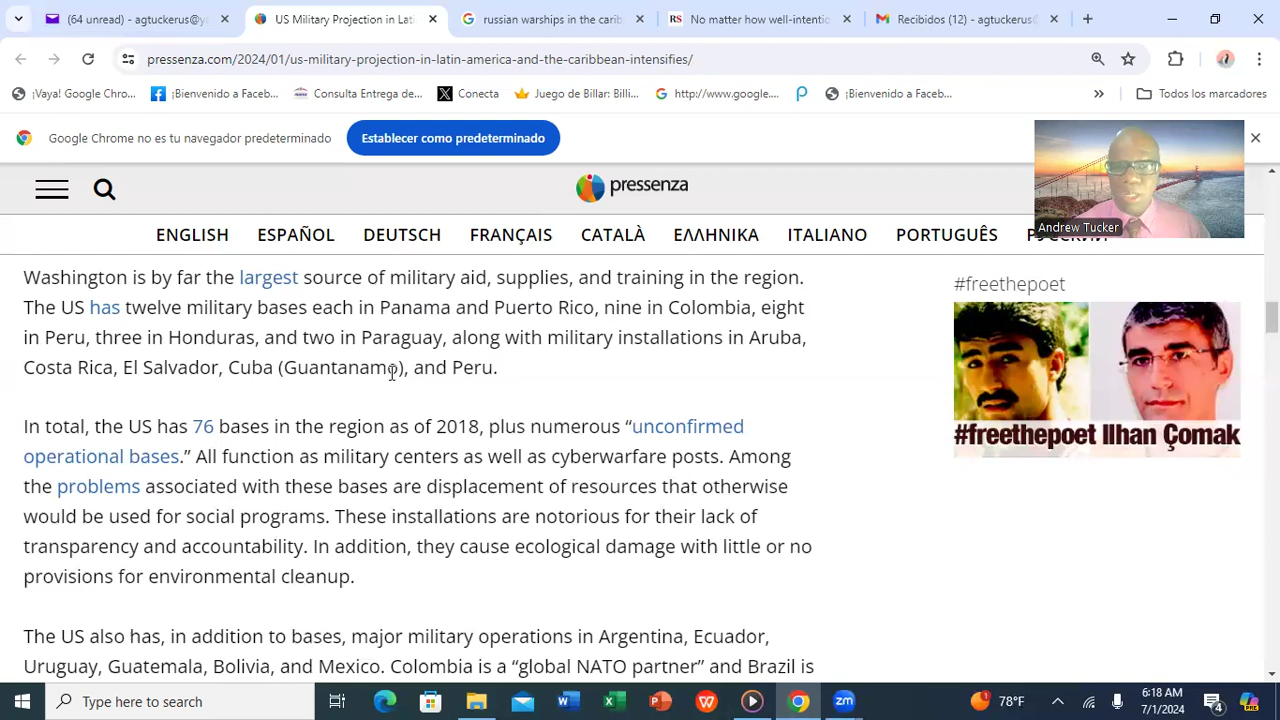 (64 unread) - agtuckerus@y
US Military Projection in Lati
russian warships in the carib
RS
No matter how well-intentio
Recibidos (12) - agtuckerus@
pressenza.com/2024/01/us-military-projection-in-latin-america-and-the-caribbean-intensifies/
¡Vaya! Google Chro...
¡Bienvenido a Faceb...
Consulta Entrega de...
Conecta
Juego de Billar: Billi...
http://www.google....
¡Bienvenido a Faceb...
»
Todos los marcadores
Google Chrome no es tu navegador predeterminado
Establecer como predeterminado
pressenza
Andrew Tucker
ENGLISH ESPAÑOL DEUTSCH FRANÇAIS CATALÀ ΕΛΛΗΝΙΚΑ ITALIANO PORTUGUÊS РУССКИЙ
Washington is by far the largest source of military aid, supplies, and training in the region.
The US has twelve military bases each in Panama and Puerto Rico, nine in Colombia, eight
in Peru, three in Honduras, and two in Paraguay, along with military installations in Aruba,
Costa Rica, El Salvador, Cuba (Guantanamo), and Peru.
In total, the US has 76 bases in the region as of 2018, plus numerous “unconfirmed
operational bases.” All function as military centers as well as cyberwarfare posts. Among
the problems associated with these bases are displacement of resources that otherwise
would be used for social programs. These installations are notorious for their lack of
transparency and accountability. In addition, they cause ecological damage with little or no
provisions for environmental cleanup.
The US also has, in addition to bases, major military operations in Argentina, Ecuador,
Uruguay, Guatemala, Bolivia, and Mexico. Colombia is a “global NATO partner” and Brazil is
#freethepoet
#freethepoet Ilhan Çomak
Type here to search
zm
1
78°F
6:18 AM
7/1/2024
4
PRE